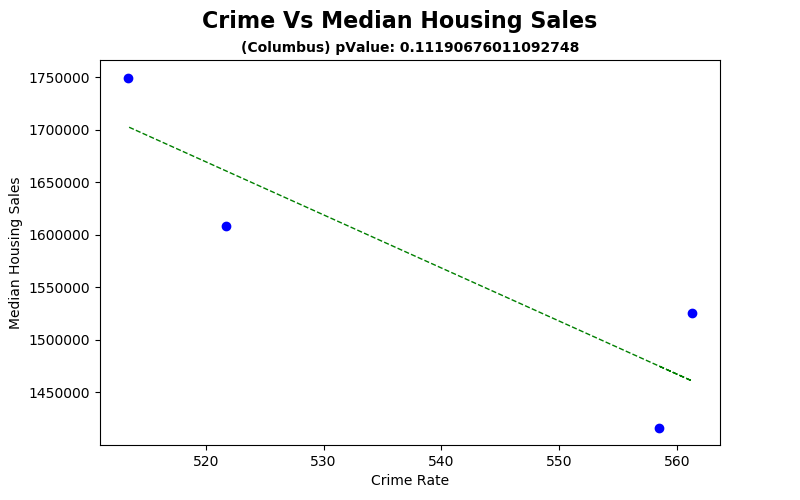 Crime Vs Median Housing Sales
(Columbus) pValue: 0.11190676011092748
1750000
1700000
1650000
1600000
1550000
1500000
1450000
Median Housing Sales
520 530 540 550 560
Crime Rate